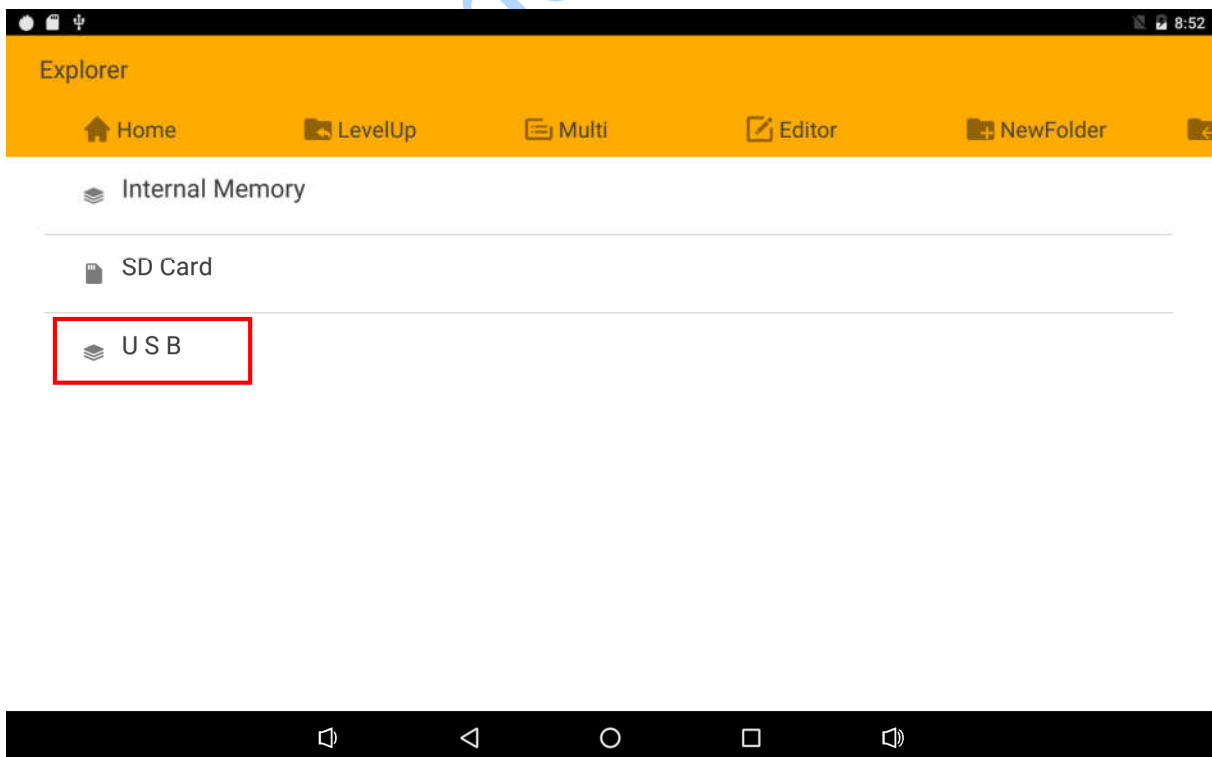 8:52
Explorer
Home LevelUp Multi Editor NewFolder
Internal Memory
SD Card
U S B